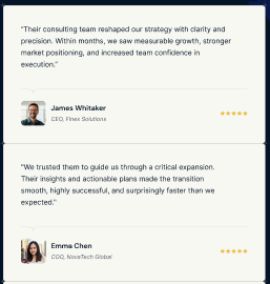 "Their consulting team reshaped our strategy with clarity and
precision. Within months, we saw measurable growth, stronger
market positioning, and increased team confidence in
execution."
James Whitaker
CEO, Finex Solutions
"We trusted them to guide us through a critical expansion.
Their insights and actionable plans made the transition
smooth, highly successful, and surprisingly faster than we
expected."
Emma Chen
COO, NovaTech Global